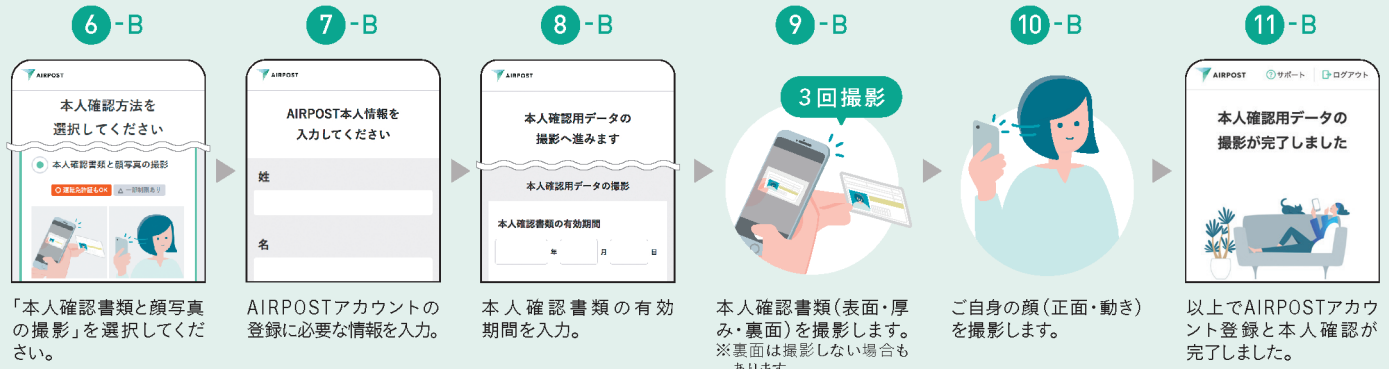 6-B
AIRPOST
本人確認方法を
選択してください
本人確認書類と顔写真の撮影
運転免許証もOK
△ 一部制限あり
「本人確認書類と顔写真
の撮影」を選択してくだ
さい。
7-B
AIRPOST
AIRPOST本人情報を
入力してください
姓
名
AIRPOSTアカウントの
登録に必要な情報を入力。
8-B
AIRPOST
本人確認用データの
撮影へ進みます
本人確認用データの撮影
本人確認書類の有効期間
年 月 日
本人確認書類の有効
期間を入力。
9-B
3回撮影
本人確認書類(表面・厚
み・裏面)を撮影します。
※裏面は撮影しない場合も
あります
10-B
ご自身の顔(正面・動き)
を撮影します。
11-B
AIRPOST ?サポート ログアウト
本人確認用データの
撮影が完了しました
以上でAIRPOSTアカウ
ント登録と本人確認が
完了しました。